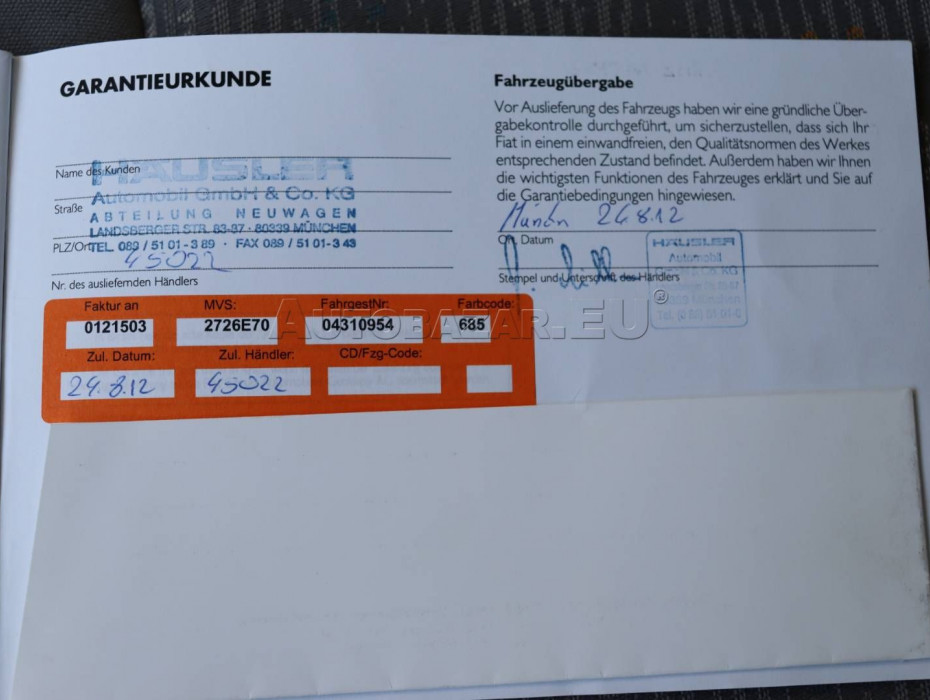 GARANTIEURKUNDE
HÄUSLER
Name des Kunden
Automobil GmbH & Co. KG
Straße
ABTEILUNG NEUWAGEN
LANDSBERGER STR. 83-97 · 80339 MÜNCHEN
PLZ/Ort
TEL. 089 / 51 01-3 89 · FAX 089 / 51 01-3 43
45022
Nr. des ausliefernden Händlers
Fahrzeugübergabe
Vor Auslieferung des Fahrzeugs haben wir eine gründliche Über-
gabekontrolle durchgeführt, um sicherzustellen, dass sich Ihr
Fiat in einem einwandfreien, den Qualitätsnormen des Werkes
entsprechenden Zustand befindet. Außerdem haben wir Ihnen
die wichtigsten Funktionen des Fahrzeuges erklärt und Sie auf
die Garantiebedingungen hingewiesen.
24.8.12
Ort, Datum
HÄUSLER
Automobil
& Co. KG
Stempel und Unterschrift des Händlers
Faktur an MVS: FahrgestNr: Farbcode:
0121503 2726E70 04310954 685
Zul. Datum: Zul. Händler: CD/Fzg-Code:
24.8.12 45022
AUTOBAZAR.EU®